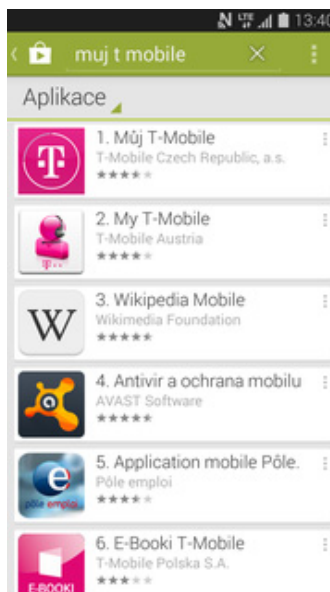 LTE 13:40
muj t mobile
Aplikace
1. Můj T-Mobile
T-Mobile Czech Republic, a.s.
2. My T-Mobile
T-Mobile Austria
3. Wikipedia Mobile
Wikimedia Foundation
4. Antivir a ochrana mobilu
AVAST Software
5. Application mobile Pôle.
Pôle emploi
pôle emploi
6. E-Booki T-Mobile
T-Mobile Polska S.A.
E-BOOKI